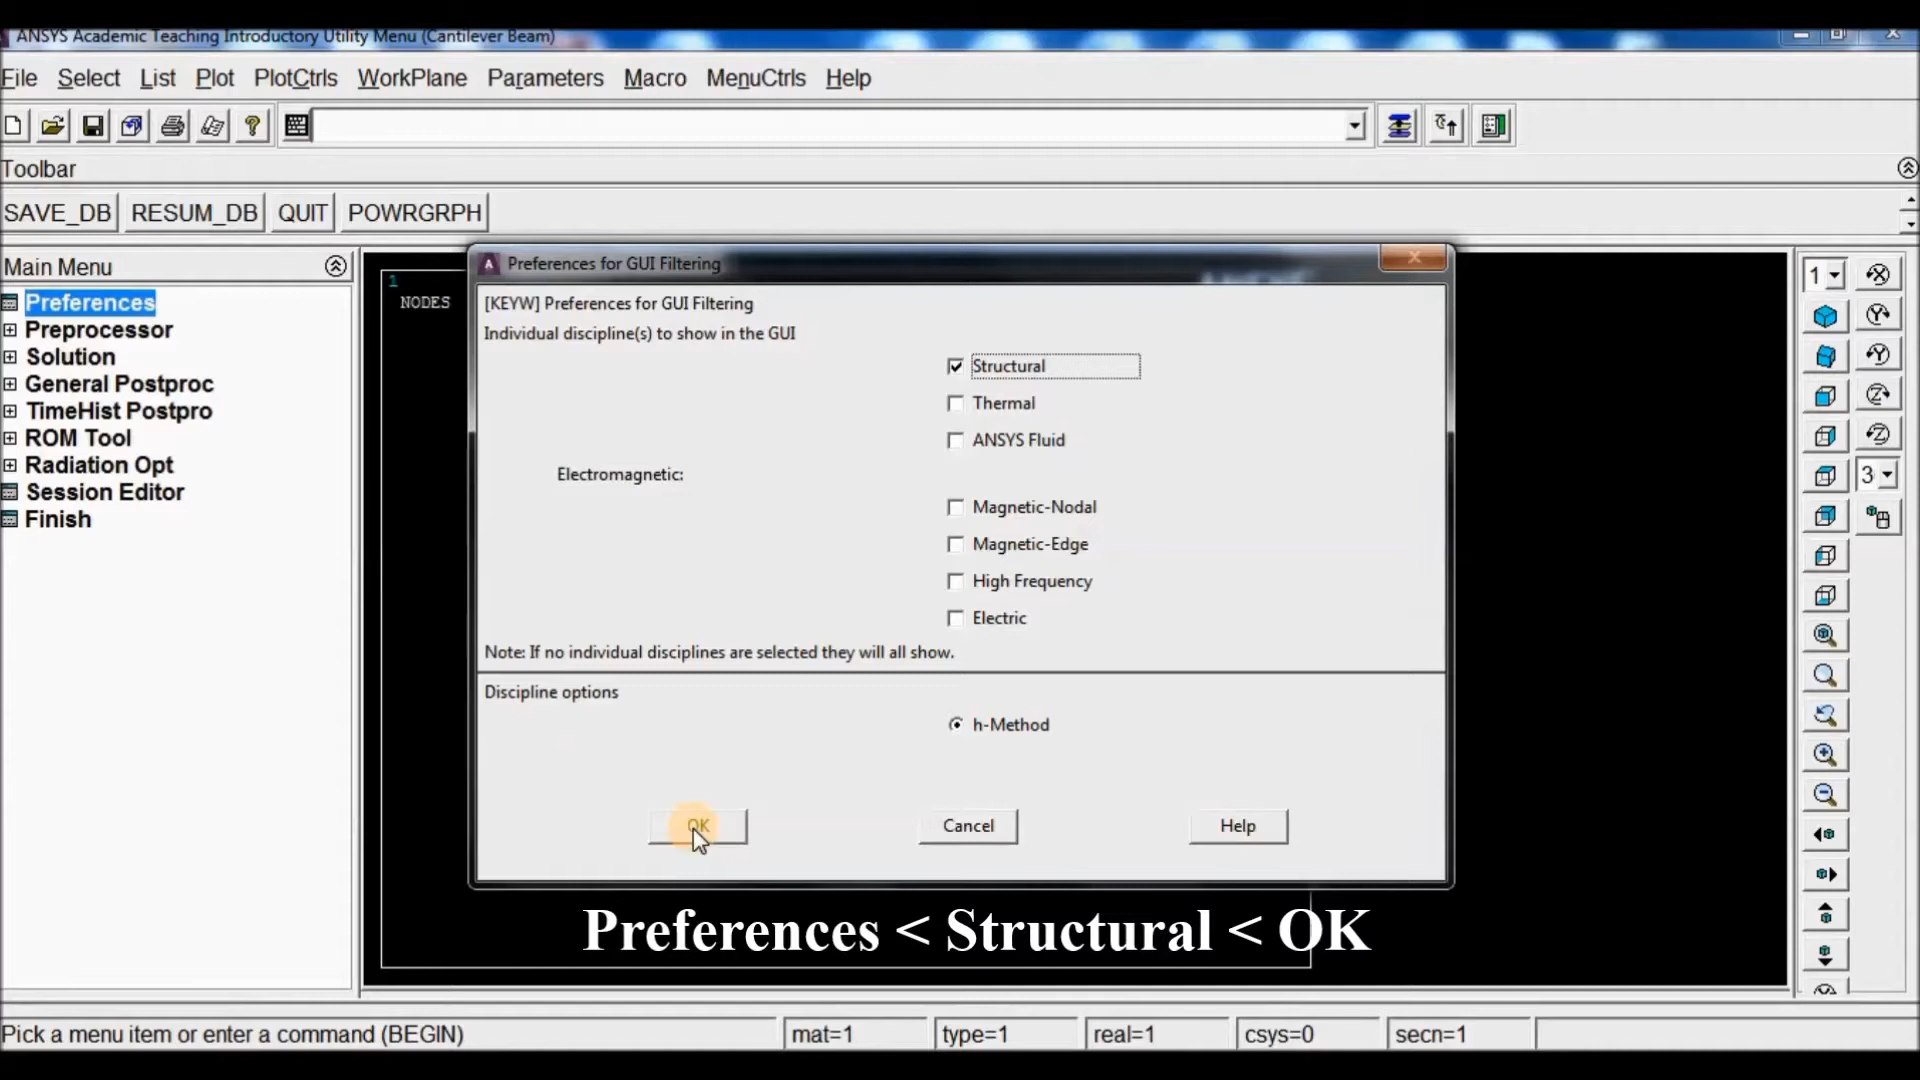 ANSYS Academic Teaching Introductory Utility Menu (Cantilever Beam)
File Select List Plot PlotCtrls WorkPlane Parameters Macro MenuCtrls Help
Toolbar
SAVE_DB RESUM_DB QUIT POWRGRPH
Main Menu
Preferences
Preprocessor
Solution
General Postproc
TimeHist Postpro
ROM Tool
Radiation Opt
Session Editor
Finish
1
NODES
Preferences for GUI Filtering
[KEYW] Preferences for GUI Filtering
Individual discipline(s) to show in the GUI
Structural
Thermal
ANSYS Fluid
Electromagnetic:
Magnetic-Nodal
Magnetic-Edge
High Frequency
Electric
Note: If no individual disciplines are selected they will all show.
Discipline options
h-Method
OK Cancel Help
1
3
Preferences < Structural < OK
Pick a menu item or enter a command (BEGIN) mat=1 type=1 real=1 csys=0 secn=1